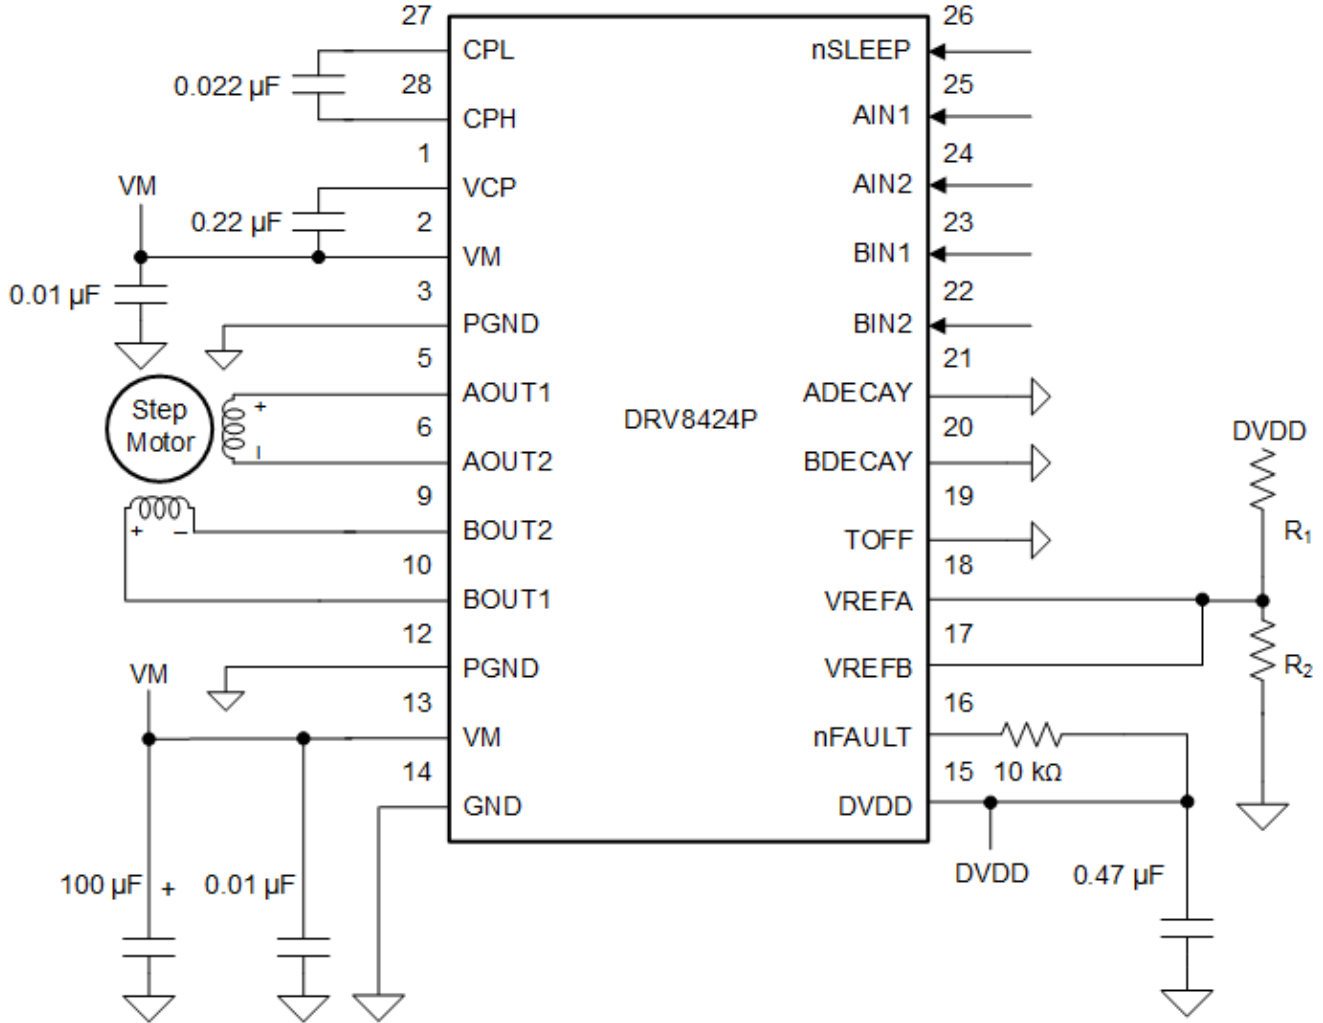 27
CPL
0.022 µF
28
CPH
1
VCP
VM
0.22 µF
2
VM
0.01 µF
3
PGND
5
AOUT1
+
Step
Motor
6
–
AOUT2
9
+
–
BOUT2
10
BOUT1
12
VM
PGND
13
VM
14
GND
100 µF
+
0.01 µF
DRV8424P
26
nSLEEP
25
AIN1
24
AIN2
23
BIN1
22
BIN2
21
ADECAY
20
BDECAY
19
TOFF
18
VREFA
17
VREFB
16
nFAULT
15
10 kΩ
DVDD
DVDD
0.47 µF
DVDD
R1
R2